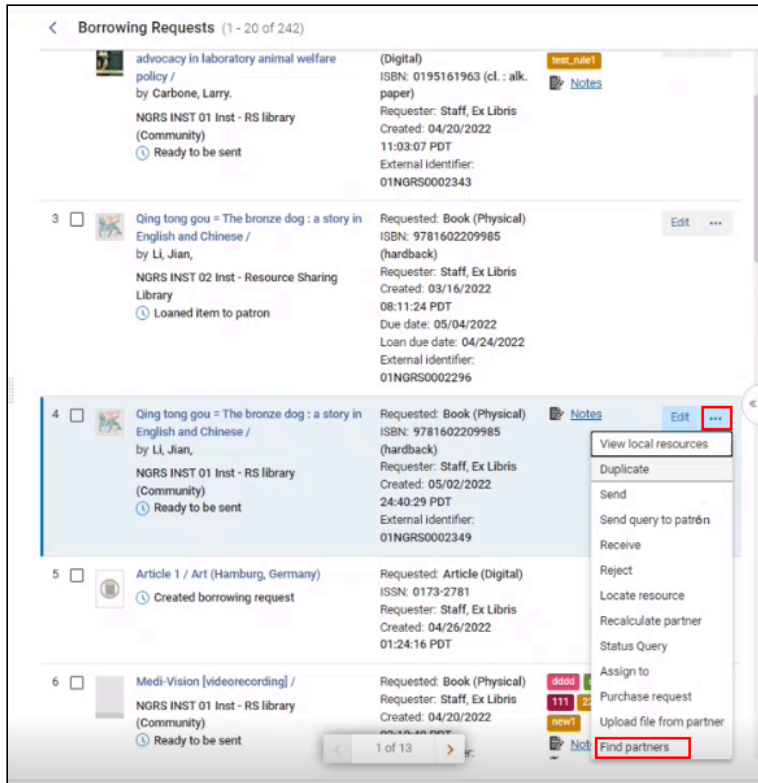 Borrowing Requests (1 - 20 of 242)
advocacy in laboratory animal welfare
policy /
by Carbone, Larry.
NGRS INST 01 Inst - RS library
(Community)
Ready to be sent
(Digital)
ISBN: 0195161963 (cl. : alk.
paper)
Requester: Staff, Ex Libris
Created: 04/20/2022
11:03:07 PDT
External identifier:
01NGRS0002343
test_rule1
Notes
3
Qing tong gou = The bronze dog : a story in
English and Chinese /
by Li, Jian,
NGRS INST 02 Inst - Resource Sharing
Library
Loaned item to patron
Requested: Book (Physical)
ISBN: 9781602209985
(hardback)
Requester: Staff, Ex Libris
Created: 03/16/2022
08:11:24 PDT
Due date: 05/04/2022
Loan due date: 04/24/2022
External identifier:
01NGRS0002296
Edit
4
Qing tong gou = The bronze dog : a story in
English and Chinese /
by Li, Jian,
NGRS INST 01 Inst - RS library
(Community)
Ready to be sent
Requested: Book (Physical)
ISBN: 9781602209985
(hardback)
Requester: Staff, Ex Libris
Created: 05/02/2022
24:40:29 PDT
External identifier:
01NGRS0002349
Notes
Edit
View local resources
Duplicate
Send
Send query to patrón
Receive
Reject
Locate resource
Recalculate partner
Status Query
Assign to
Purchase request
Upload file from partner
Find partners
5
Article 1 / Art (Hamburg, Germany)
Created borrowing request
Requested: Article (Digital)
ISSN: 0173-2781
Requester: Staff, Ex Libris
Created: 04/26/2022
01:24:16 PDT
6
Medi-Vision [videorecording] /
NGRS INST 01 Inst - RS library
(Community)
Ready to be sent
Requested: Book (Physical)
Requester: Staff, Ex Libris
Created: 04/20/2022
dddd
111
new1
1 of 13